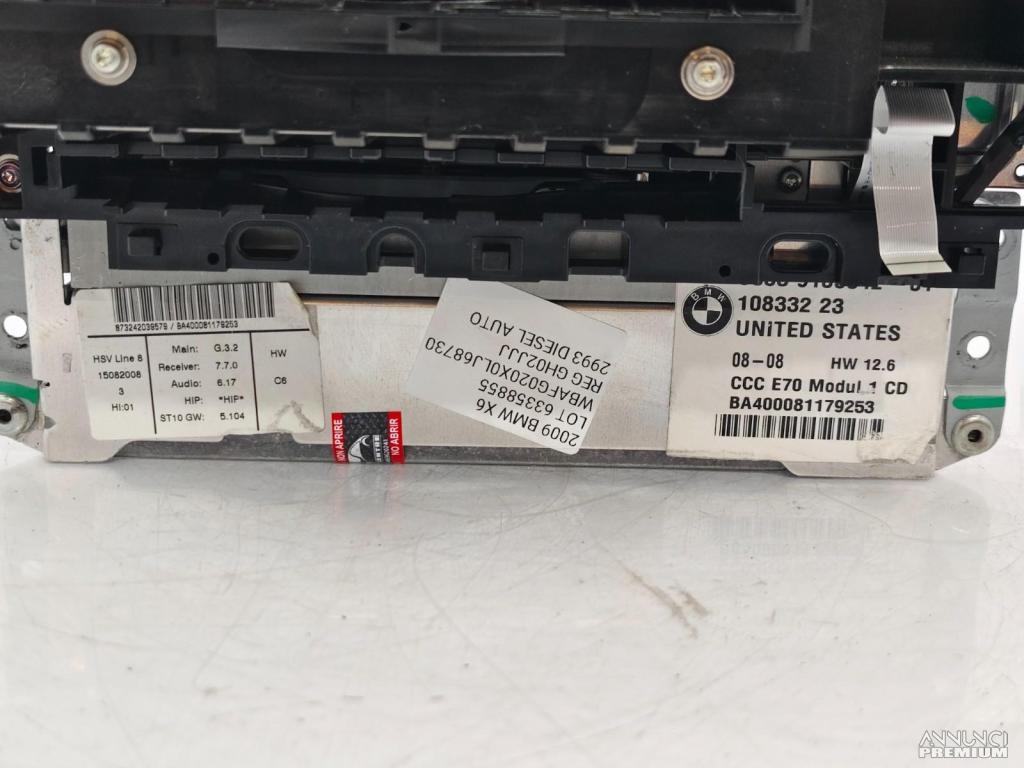 873242039579 / BA400081179253
HSV Line 6
15082008
3
HI:01
Main: G.3.2
Receiver: 7.7.0
Audio: 6.17
HIP: *HIP*
ST10 GW: 5.104
HW
C6
NON APRIRE
NO ABRIR
2009 BMW X6
LOT 6358855
WBAFG020X0LJ68730
REG GH02JJJ
2993 DIESEL AUTO
BMW
108332 23
UNiTED STATES
08-08 HW 12.6
CCC E70 Modul 1 CD
BA400081179253
ANNUNCI
PREMIUM